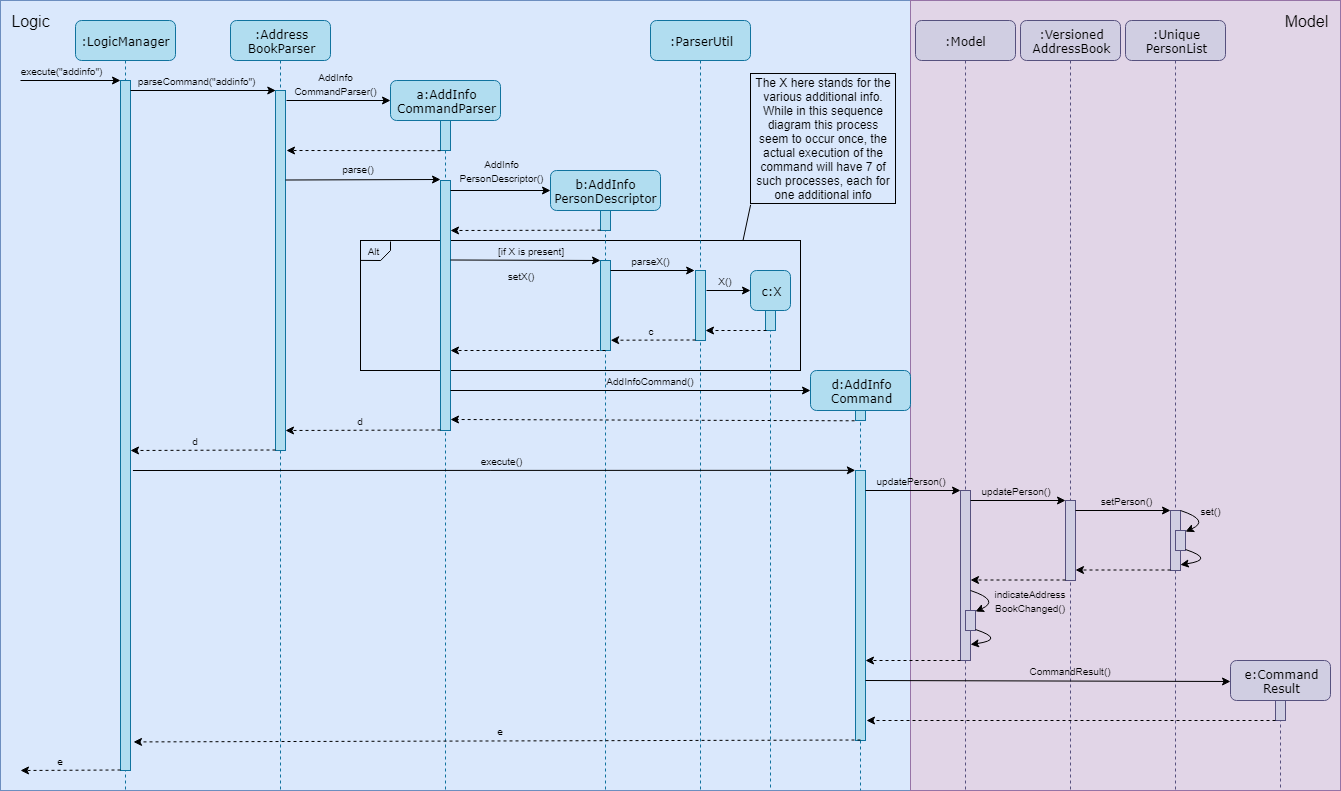 Logic
Model
:LogicManager
:Address
BookParser
:ParserUtil
:Model
:Versioned
AddressBook
:Unique
PersonList
execute("addinfo")
parseCommand("addinfo")
AddInfo
CommandParser()
a:AddInfo
CommandParser
The X here stands for the
various additional info.
While in this sequence
diagram this process
seem to occur once, the
actual execution of the
command will have 7 of
such processes, each for
one additional info
parse()
AddInfo
PersonDescriptor()
b:AddInfo
PersonDescriptor
Alt
[if X is present]
setX()
parseX()
X()
c:X
c
AddInfoCommand()
d:AddInfo
Command
d
d
execute()
updatePerson()
updatePerson()
setPerson()
set()
indicateAddress
BookChanged()
CommandResult()
e:Command
Result
e
e